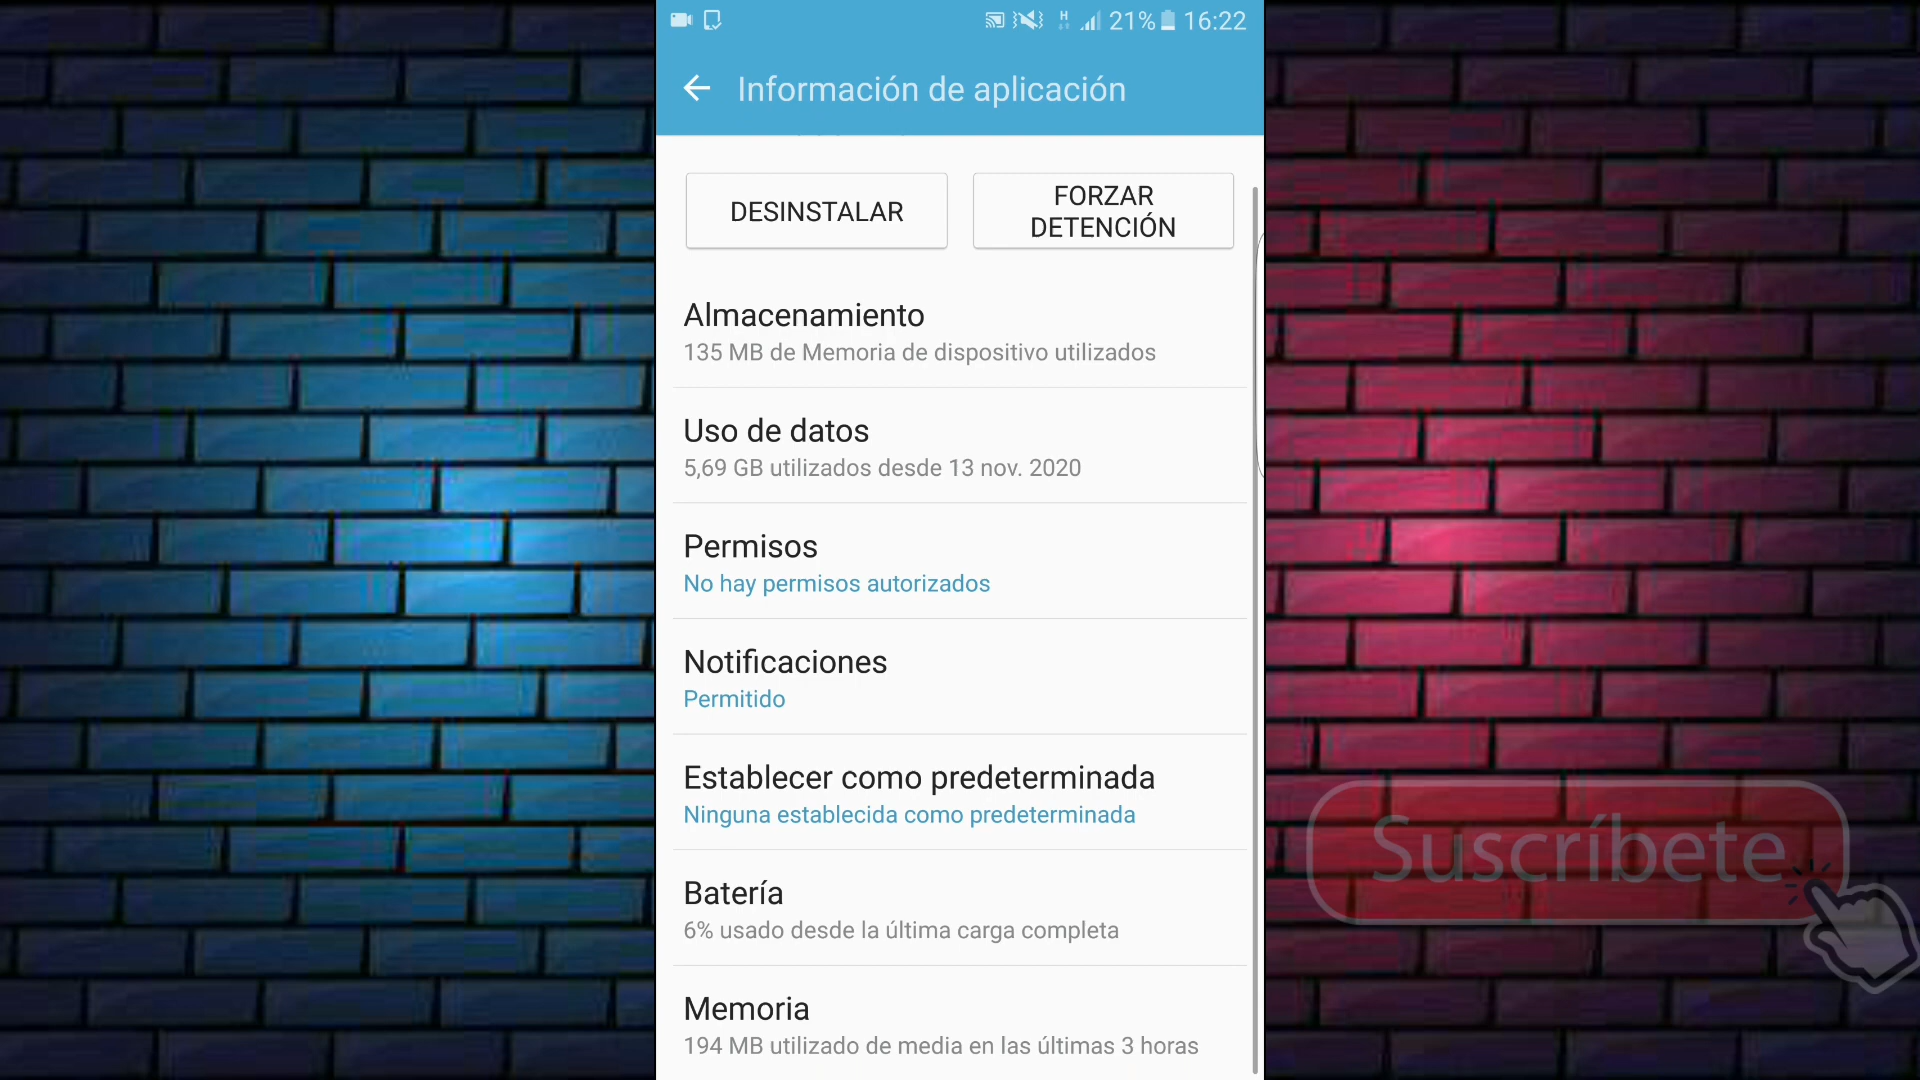 H 21% 16:22
Información de aplicación
DESINSTALAR
FORZAR
DETENCIÓN
Almacenamiento
135 MB de Memoria de dispositivo utilizados
Uso de datos
5,69 GB utilizados desde 13 nov. 2020
Permisos
No hay permisos autorizados
Notificaciones
Permitido
Establecer como predeterminada
Ninguna establecida como predeterminada
Batería
6% usado desde la última carga completa
Memoria
194 MB utilizado de media en las últimas 3 horas
Suscríbete